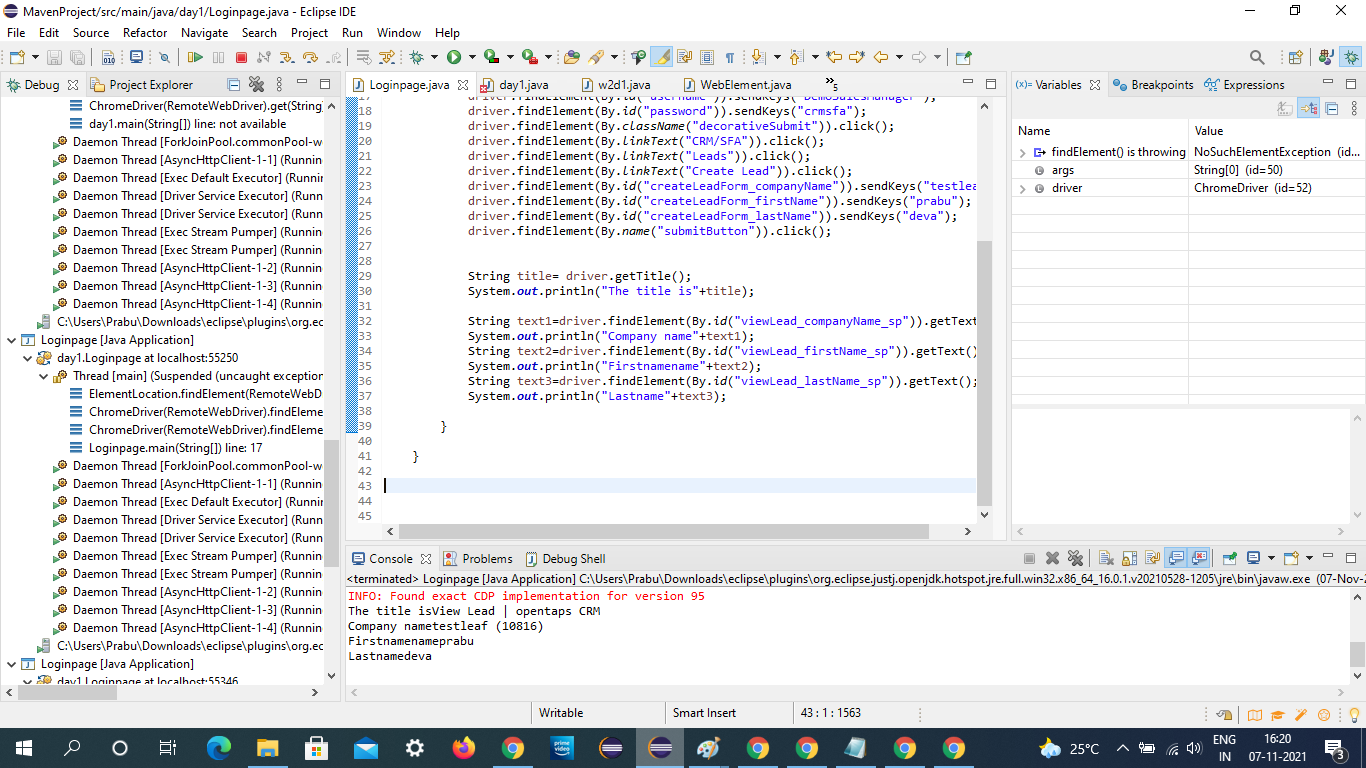 MavenProject/src/main/java/day1/Loginpage.java - Eclipse IDE
File Edit Source Refactor Navigate Search Project Run Window Help
Debug Project Explorer
ChromeDriver(RemoteWebDriver).get(String
day1.main(String[]) line: not available
Daemon Thread [ForkJoinPool.commonPool-w
Daemon Thread [AsyncHttpClient-1-1] (Runnin
Daemon Thread [Exec Default Executor] (Runnin
Daemon Thread [Driver Service Executor] (Runn
Daemon Thread [Driver Service Executor] (Runn
Daemon Thread [Exec Stream Pumper] (Runnin
Daemon Thread [Exec Stream Pumper] (Runnin
Daemon Thread [AsyncHttpClient-1-2] (Runnin
Daemon Thread [AsyncHttpClient-1-3] (Runnin
Daemon Thread [AsyncHttpClient-1-4] (Runnin
C:\Users\Prabu\Downloads\eclipse\plugins\org.ec
Loginpage [Java Application]
day1.Loginpage at localhost:55250
Thread [main] (Suspended (uncaught exception
ElementLocation.findElement(RemoteWebD
ChromeDriver(RemoteWebDriver).findEleme
ChromeDriver(RemoteWebDriver).findEleme
Loginpage.main(String[]) line: 17
Daemon Thread [ForkJoinPool.commonPool-w
Daemon Thread [AsyncHttpClient-1-1] (Runnin
Daemon Thread [Exec Default Executor] (Runnin
Daemon Thread [Driver Service Executor] (Runn
Daemon Thread [Driver Service Executor] (Runn
Daemon Thread [Exec Stream Pumper] (Runnin
Daemon Thread [Exec Stream Pumper] (Runnin
Daemon Thread [AsyncHttpClient-1-2] (Runnin
Daemon Thread [AsyncHttpClient-1-3] (Runnin
Daemon Thread [AsyncHttpClient-1-4] (Runnin
C:\Users\Prabu\Downloads\eclipse\plugins\org.ec
Loginpage [Java Application]
day1.Loginpage at localhost:55346
Loginpage.java day1.java w2d1.java WebElement.java »5
17 driver.findElement(By.id("username")).sendKeys("DemoSalesManager");
18 driver.findElement(By.id("password")).sendKeys("crmsfa");
19 driver.findElement(By.className("decorativeSubmit")).click();
20 driver.findElement(By.linkText("CRM/SFA")).click();
21 driver.findElement(By.linkText("Leads")).click();
22 driver.findElement(By.linkText("Create Lead")).click();
23 driver.findElement(By.id("createLeadForm_companyName")).sendKeys("testlea
24 driver.findElement(By.id("createLeadForm_firstName")).sendKeys("prabu");
25 driver.findElement(By.id("createLeadForm_lastName")).sendKeys("deva");
26 driver.findElement(By.name("submitButton")).click();
27
28
29 String title= driver.getTitle();
30 System.out.println("The title is"+title);
31
32 String text1=driver.findElement(By.id("viewLead_companyName_sp")).getText
33 System.out.println("Company name"+text1);
34 String text2=driver.findElement(By.id("viewLead_firstName_sp")).getText()
35 System.out.println("Firstnamename"+text2);
36 String text3=driver.findElement(By.id("viewLead_lastName_sp")).getText();
37 System.out.println("Lastname"+text3);
38
39 }
40
41 }
42
43
44
45
(x)= Variables Breakpoints Expressions
Name Value
findElement() is throwing NoSuchElementException (id...
args String[0] (id=50)
driver ChromeDriver (id=52)
Console Problems Debug Shell
<terminated> Loginpage [Java Application] C:\Users\Prabu\Downloads\eclipse\plugins\org.eclipse.justj.openjdk.hotspot.jre.full.win32.x86_64_16.0.1.v20210528-1205\jre\bin\javaw.exe (07-Nov-2
INFO: Found exact CDP implementation for version 95
The title isView Lead | opentaps CRM
Company nametestleaf (10816)
Firstnamenameprabu
Lastnamedeva
Writable Smart Insert 43 : 1 : 1563
prime video 25°C ENG 16:20
IN 07-11-2021 3